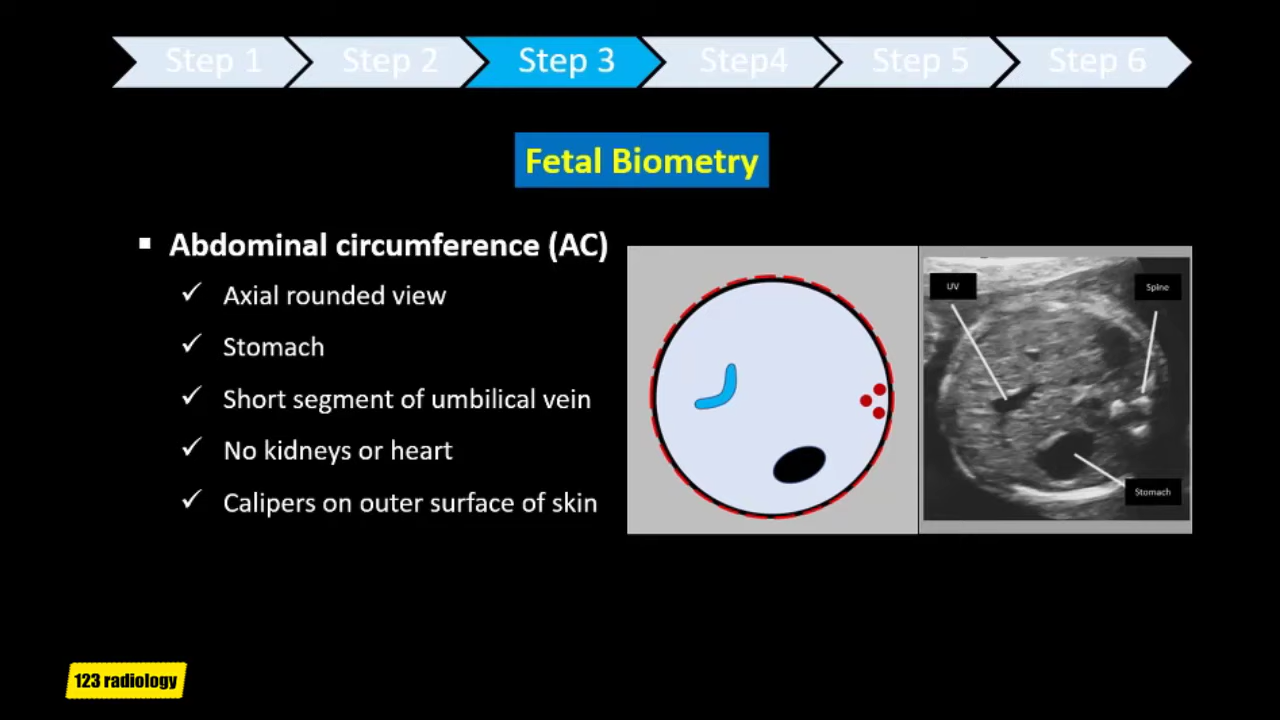 Step 1
Step 2
Step 3
Step4
Step 5
Step 6
Fetal Biometry
Abdominal circumference (AC)
Axial rounded view
Stomach
Short segment of umbilical vein
No kidneys or heart
Calipers on outer surface of skin
UV
Spine
Stomach
123 radiology